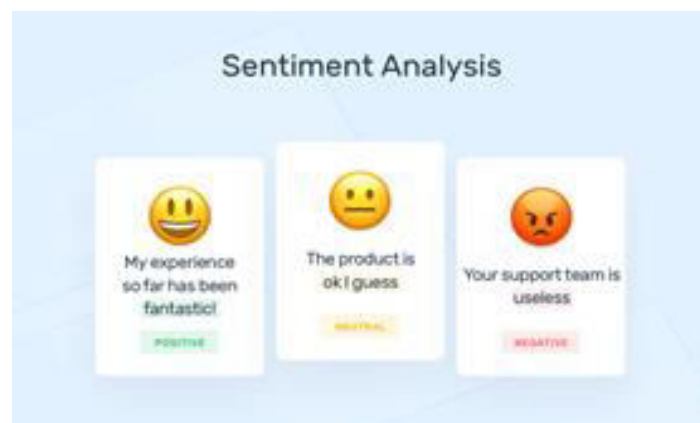 Sentiment Analysis
My experience
so far has been
fantastic!
POSITIVE
The product is
ok I guess
NEUTRAL
Your support team is
useless
NEGATIVE